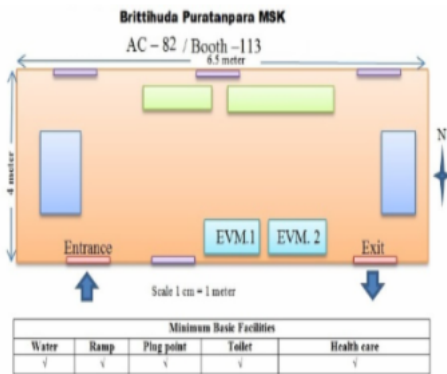 Brittihuda Puratanpara MSK
AC – 82 / Booth –113
6.5 meter
4 meter
N
EVM.1 EVM. 2
Entrance Exit
Scale 1 cm = 1 meter
Minimum Basic Facilities
Water Ramp Plug point Toilet Health care
√ √ √ √ √